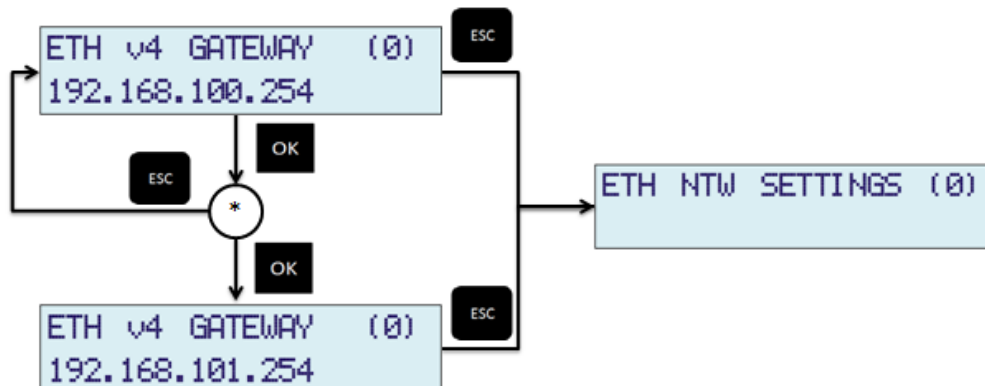 ETH v4 GATEWAY (0)
192.168.100.254
ESC
OK
ESC
*
ETH NTW SETTINGS (0)
OK
ESC
ETH v4 GATEWAY (0)
192.168.101.254